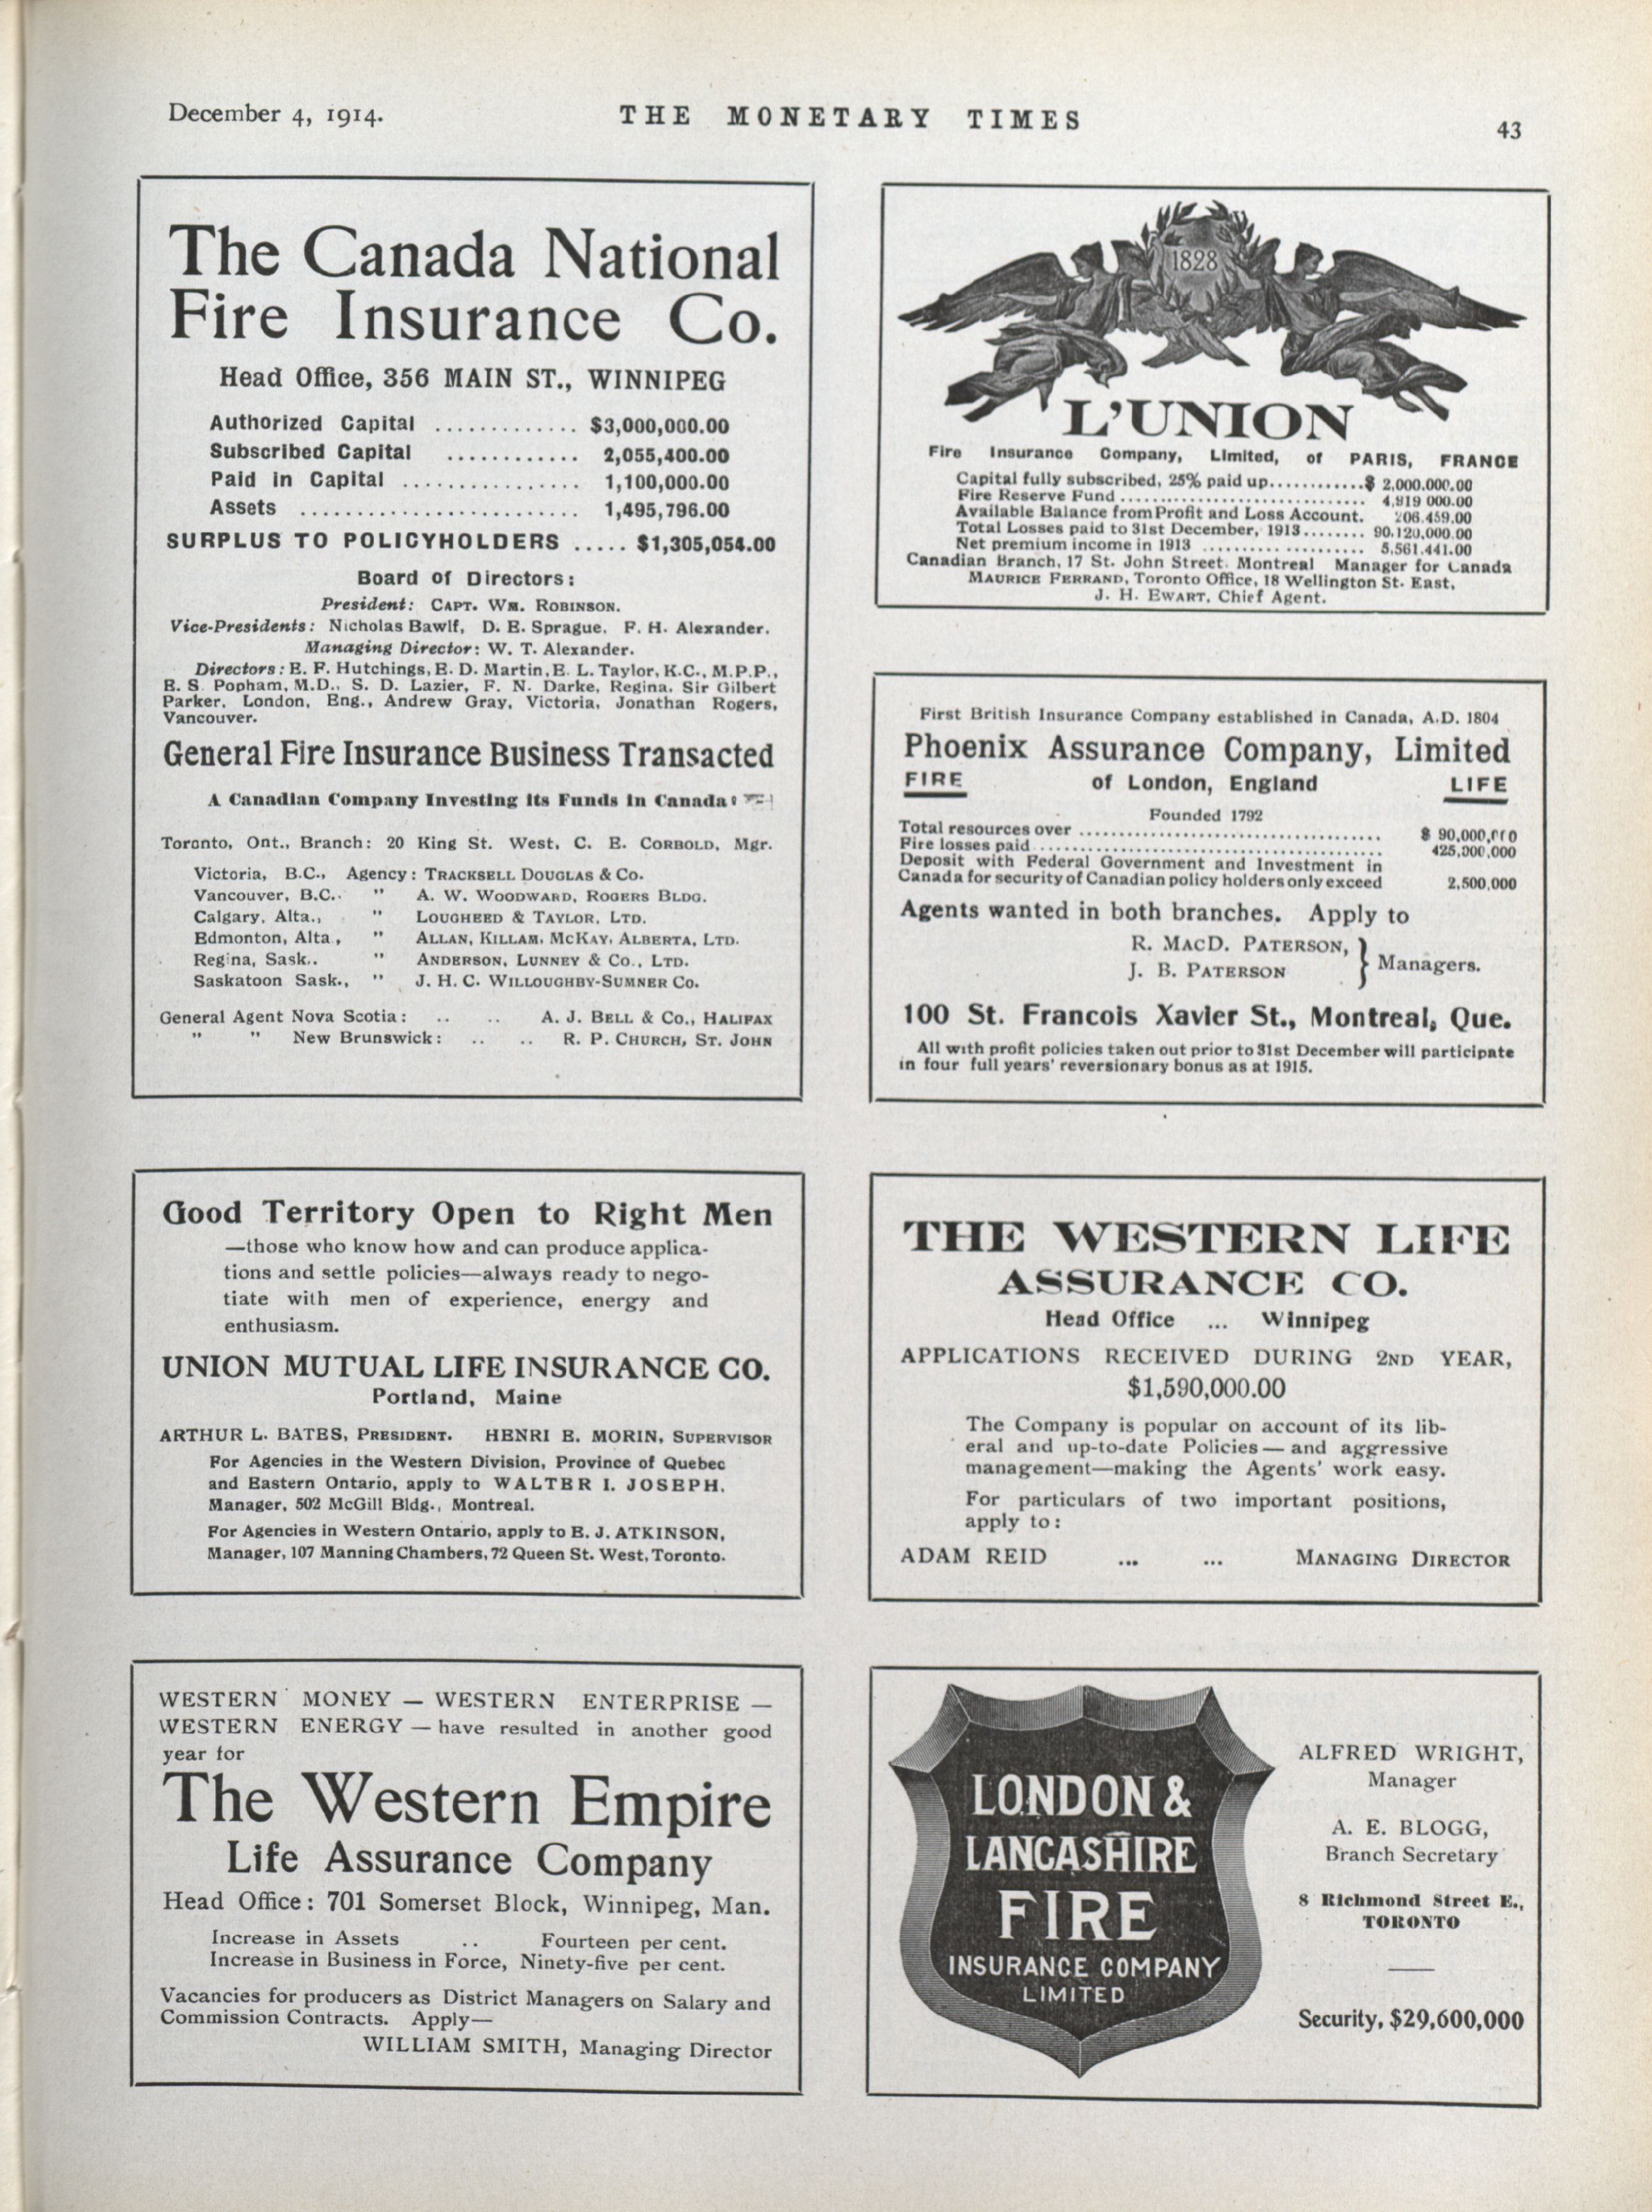 December 4, 1914.
THE MONETARY TIMES
43
The Canada National
Fire Insurance Co.
Head Office, 356 MAIN ST., WINNIPEG
Authorized Capital ............. $3,000,000.00
Subscribed Capital ............ 2,055,400.00
Paid in Capital ................ 1,100,000.00
Assets ......................... 1,495,796.00
SURPLUS TO POLICYHOLDERS ..... $1,305,054.00
Board of Directors:
President: CAPT. WM. ROBINSON.
Vice-Presidents: Nicholas Bawlf, D. E. Sprague, F. H. Alexander.
Managing Director: W. T. Alexander.
Directors: E. F. Hutchings, E. D. Martin, E. L. Taylor, K.C., M.P.P.,
E. S. Popham, M.D., S. D. Lazier, F. N. Darke, Regina, Sir Gilbert
Parker, London, Eng., Andrew Gray, Victoria, Jonathan Rogers,
Vancouver.
General Fire Insurance Business Transacted
A Canadian Company Investing its Funds in Canada
Toronto, Ont., Branch: 20 King St. West, C. E. CORBOLD, Mgr.
Victoria, B.C., Agency: TRACKSELL DOUGLAS & CO.
Vancouver, B.C. " A. W. WOODWARD, ROGERS BLDG.
Calgary, Alta., " LOUGHEED & TAYLOR, LTD.
Edmonton, Alta., " ALLAN, KILLAM, MCKAY, ALBERTA, LTD.
Regina, Sask.. " ANDERSON, LUNNEY & CO., LTD.
Saskatoon Sask., " J. H. C. WILLOUGHBY-SUMNER CO.
General Agent Nova Scotia: .. .. A. J. BELL & CO., HALIFAX
" " New Brunswick: .. .. R. P. CHURCH, ST. JOHN
1828
L'UNION
Fire Insurance Company, Limited, of PARIS, FRANCE
Capital fully subscribed, 25% paid up............$ 2,000.000.00
Fire Reserve Fund.............................. 4,919 000.00
Available Balance from Profit and Loss Account. 206.459.00
Total Losses paid to 31st December, 1913........ 90,120,000.00
Net premium income in 1913 .................... 5,561.441.00
Canadian Branch, 17 St. John Street, Montreal Manager for Canada
MAURICE FERRAND, Toronto Office, 18 Wellington St. East,
J. H. EWART, Chief Agent.
First British Insurance Company established in Canada, A.D. 1804
Phoenix Assurance Company, Limited
FIRE of London, England LIFE
Founded 1792
Total resources over .................................... $ 90,000,000
Fire losses paid........................................ 425,000,000
Deposit with Federal Government and Investment in
Canada for security of Canadian policy holders only exceed 2,500,000
Agents wanted in both branches. Apply to
R. MACD. PATERSON,
J. B. PATERSON } Managers.
100 St. Francois Xavier St., Montreal, Que.
All with profit policies taken out prior to 31st December will participate
in four full years' reversionary bonus as at 1915.
Good Territory Open to Right Men
—those who know how and can produce applica-
tions and settle policies—always ready to nego-
tiate with men of experience, energy and
enthusiasm.
UNION MUTUAL LIFE INSURANCE CO.
Portland, Maine
ARTHUR L. BATES, PRESIDENT. HENRI E. MORIN, SUPERVISOR
For Agencies in the Western Division, Province of Quebec
and Eastern Ontario, apply to WALTER I. JOSEPH,
Manager, 502 McGill Bldg., Montreal.
For Agencies in Western Ontario, apply to E. J. ATKINSON,
Manager, 107 Manning Chambers, 72 Queen St. West, Toronto.
THE WESTERN LIFE
ASSURANCE CO.
Head Office ... Winnipeg
APPLICATIONS RECEIVED DURING 2ND YEAR,
$1,590,000.00
The Company is popular on account of its lib-
eral and up-to-date Policies — and aggressive
management—making the Agents' work easy.
For particulars of two important positions,
apply to:
ADAM REID ... ... MANAGING DIRECTOR
WESTERN MONEY — WESTERN ENTERPRISE —
WESTERN ENERGY — have resulted in another good
year for
The Western Empire
Life Assurance Company
Head Office: 701 Somerset Block, Winnipeg, Man.
Increase in Assets .. Fourteen per cent.
Increase in Business in Force, Ninety-five per cent.
Vacancies for producers as District Managers on Salary and
Commission Contracts. Apply—
WILLIAM SMITH, Managing Director
LONDON &
LANCASHIRE
FIRE
INSURANCE COMPANY
LIMITED
ALFRED WRIGHT,
Manager
A. E. BLOGG,
Branch Secretary
8 Richmond Street E.,
TORONTO
Security, $29,600,000